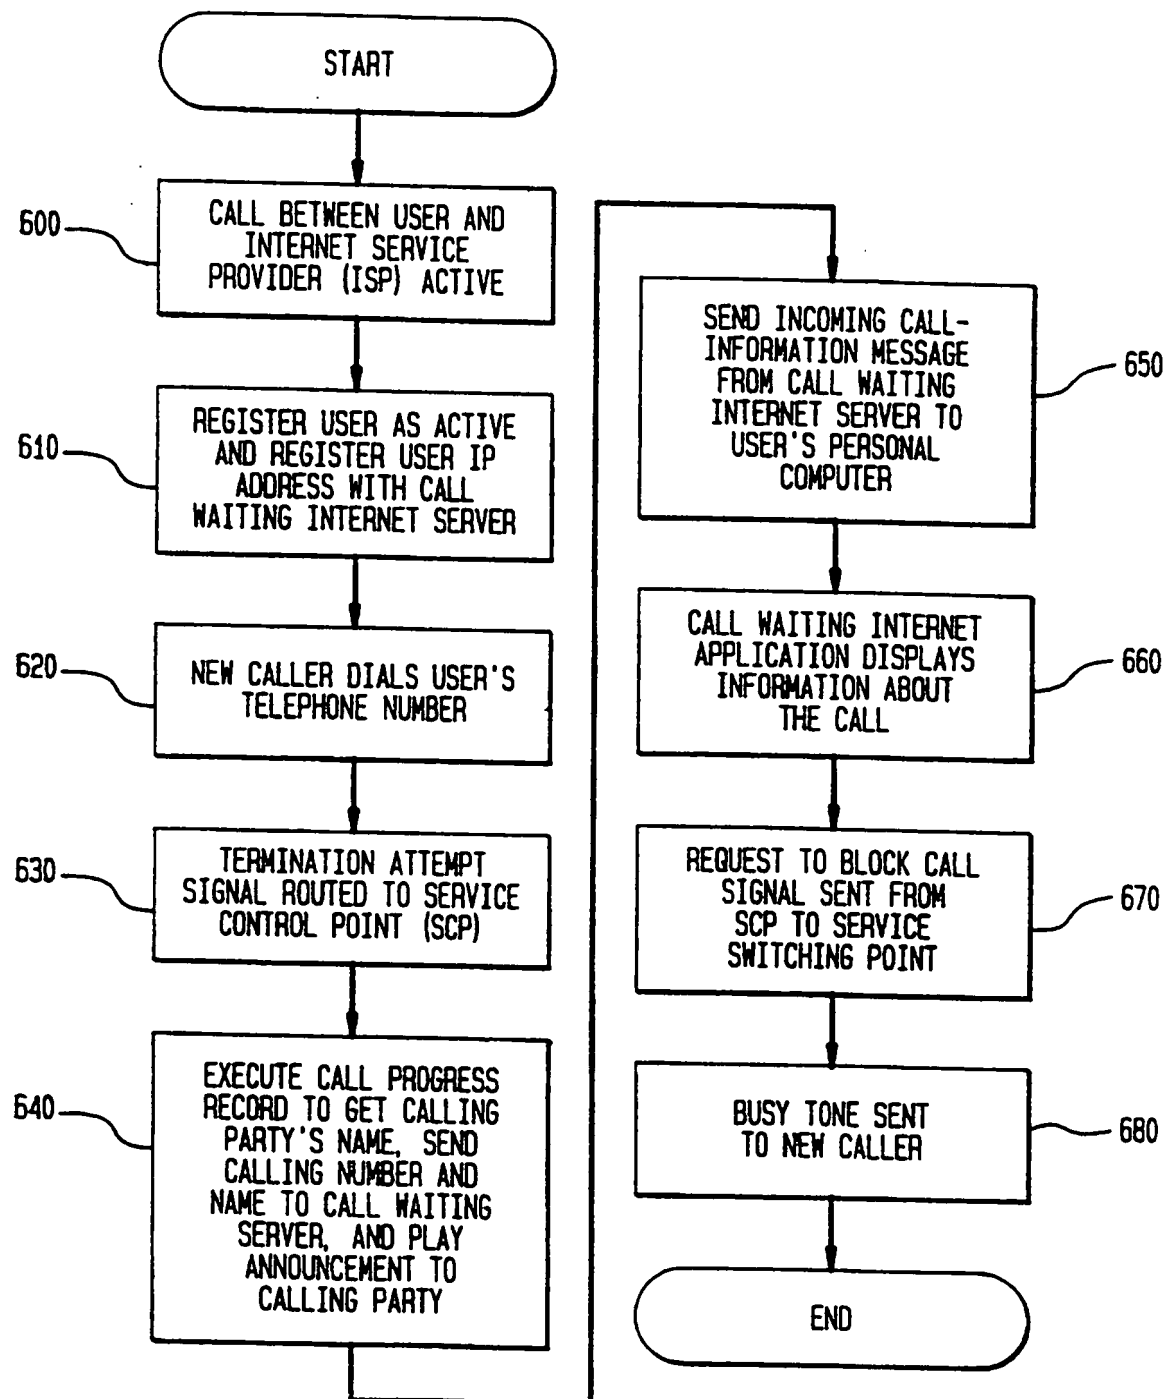 START
600
CALL BETWEEN USER AND
INTERNET SERVICE
PROVIDER (ISP) ACTIVE
610
REGISTER USER AS ACTIVE
AND REGISTER USER IP
ADDRESS WITH CALL
WAITING INTERNET SERVER
620
NEW CALLER DIALS USER'S
TELEPHONE NUMBER
630
TERMINATION ATTEMPT
SIGNAL ROUTED TO SERVICE
CONTROL POINT (SCP)
640
EXECUTE CALL PROGRESS
RECORD TO GET CALLING
PARTY'S NAME, SEND
CALLING NUMBER AND
NAME TO CALL WAITING
SERVER, AND PLAY
ANNOUNCEMENT TO
CALLING PARTY
SEND INCOMING CALL-
INFORMATION MESSAGE
FROM CALL WAITING
INTERNET SERVER TO
USER'S PERSONAL
COMPUTER
650
CALL WAITING INTERNET
APPLICATION DISPLAYS
INFORMATION ABOUT
THE CALL
660
REQUEST TO BLOCK CALL
SIGNAL SENT FROM
SCP TO SERVICE
SWITCHING POINT
670
BUSY TONE SENT
TO NEW CALLER
680
END